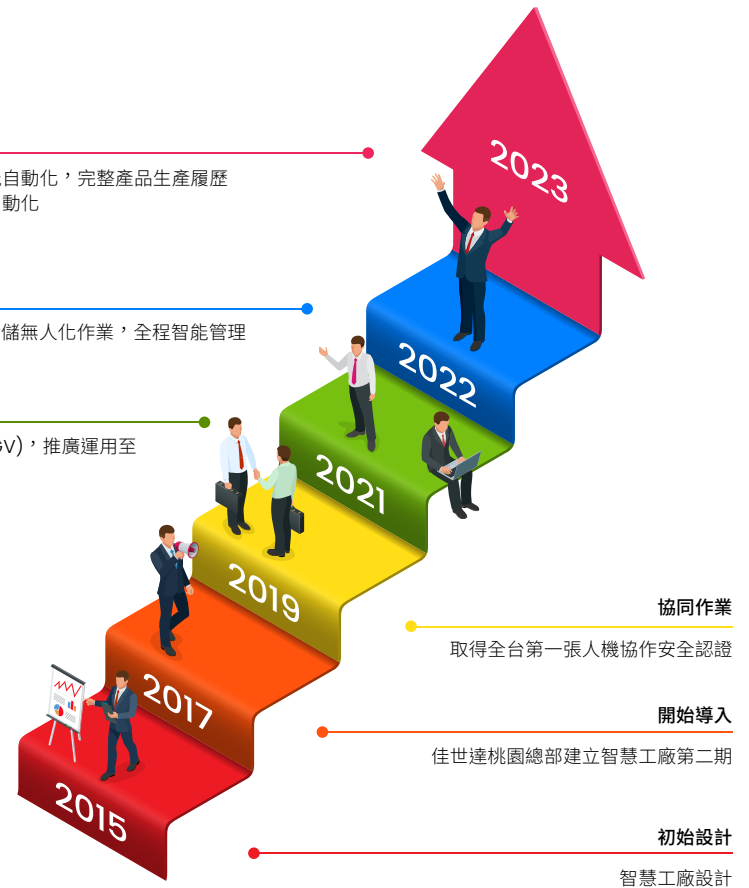 2023
自動化，完整產品生產履歷
動化
儲無人化作業，全程智能管理
2022
V)，推廣運用至
2021
2019
協同作業
取得全台第一張人機協作安全認證
2017
開始導入
佳世達桃園總部建立智慧工廠第二期
2015
初始設計
智慧工廠設計